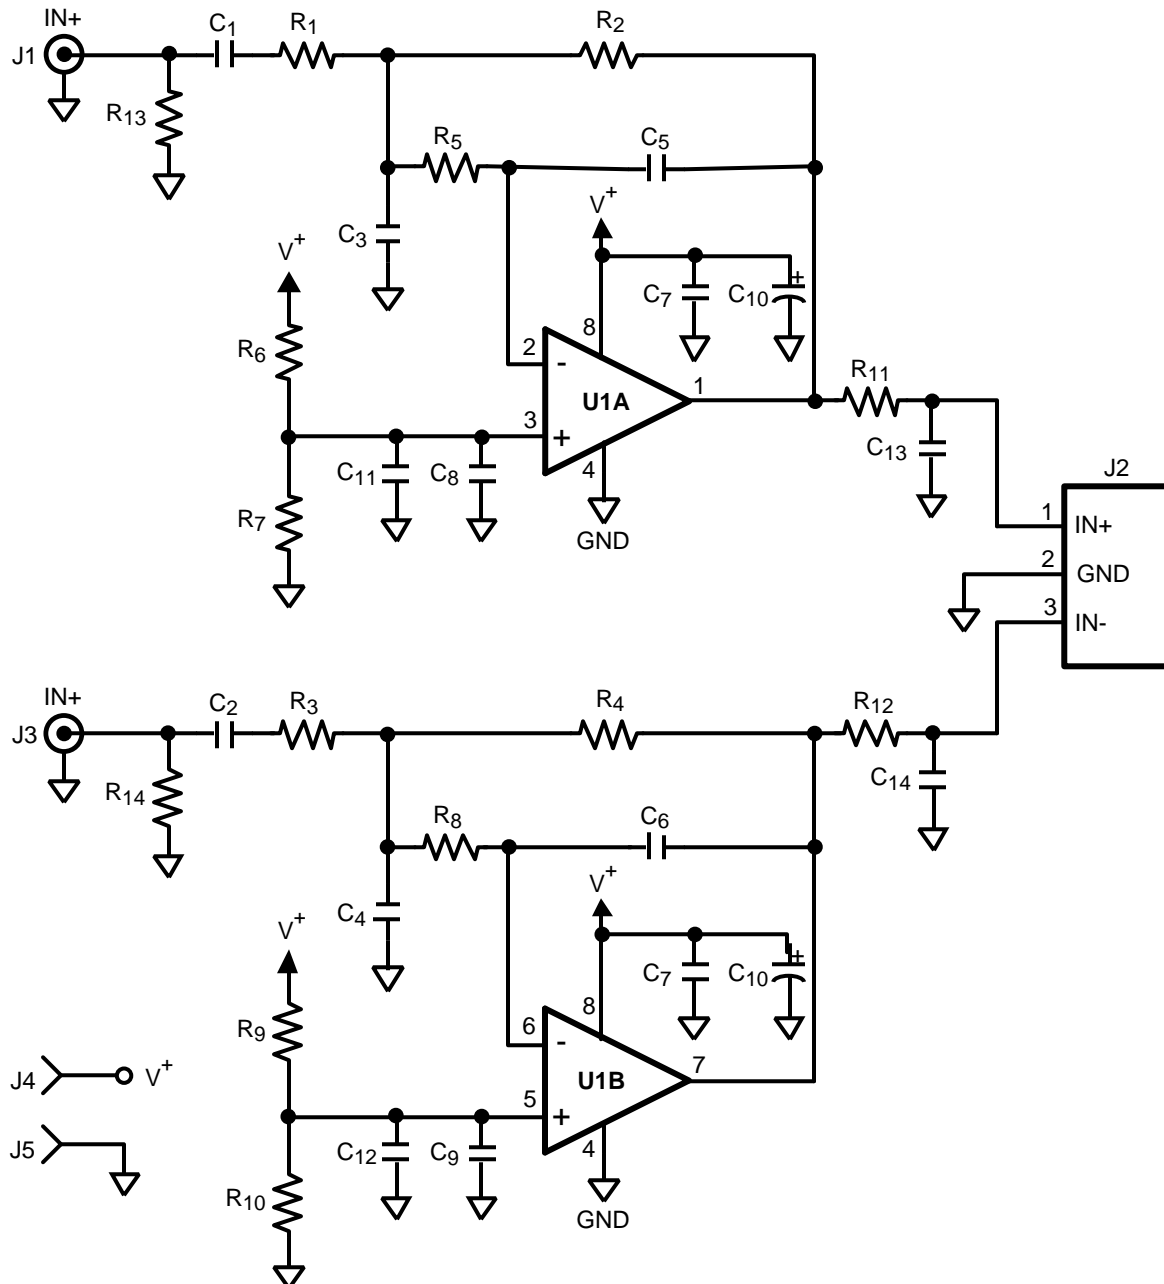 IN+
J1
C1
R1
R2
R13
R5
C5
C3
V+
V+
C7
+
C10
R6
8
2
-
U1A
1
R11
3
+
C11
C8
4
C13
R7
GND
J2
1
IN+
2
GND
3
IN-
IN+
J3
C2
R3
R4
R12
R14
C14
R8
C6
C4
V+
V+
C7
+
C10
R9
8
6
-
U1B
7
J4
V+
5
+
J5
C12
C9
4
R10
GND